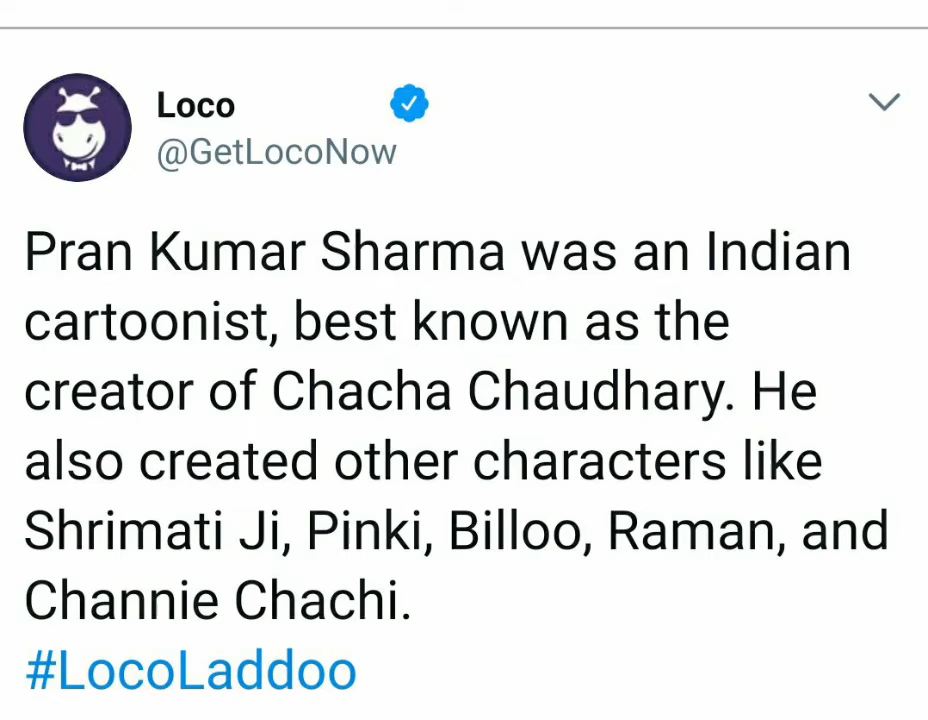 Loco
@GetLocoNow
Pran Kumar Sharma was an Indian
cartoonist, best known as the
creator of Chacha Chaudhary. He
also created other characters like
Shrimati Ji, Pinki, Billoo, Raman, and
Channie Chachi.
#LocoLaddoo